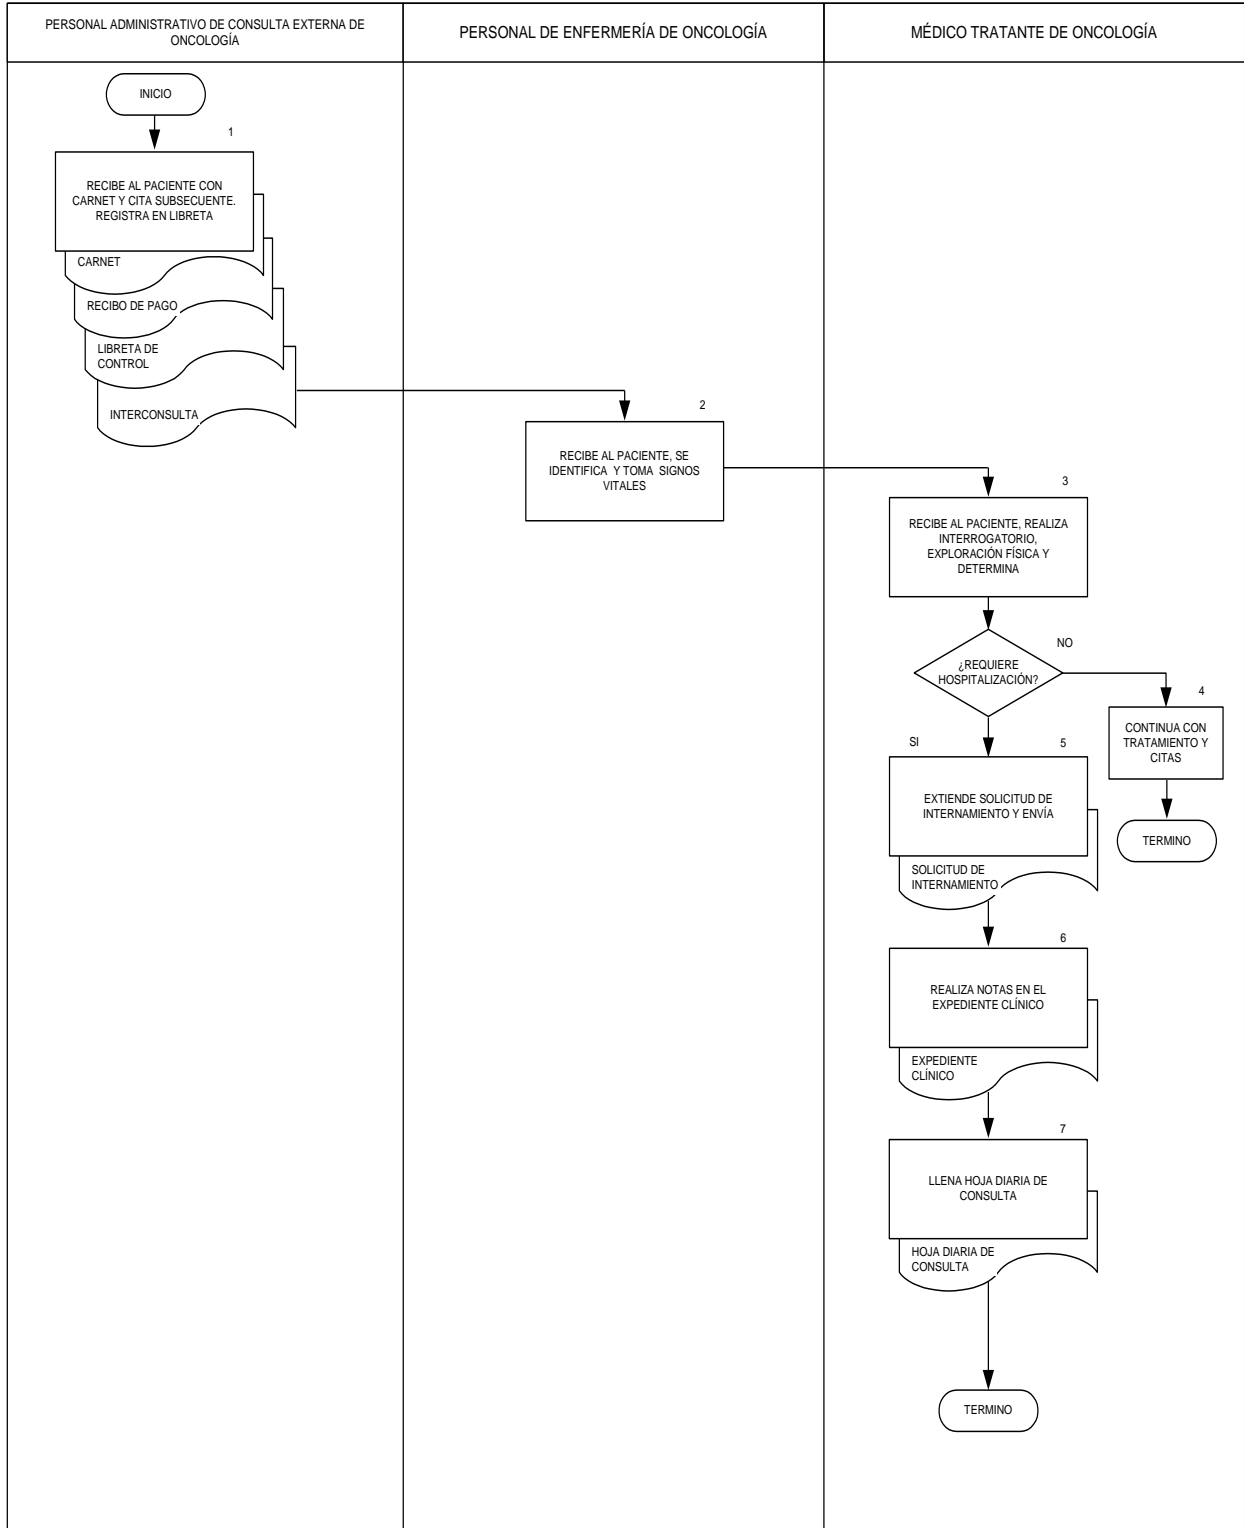 PERSONAL ADMINISTRATIVO DE CONSULTA EXTERNA DE
ONCOLOGÍA
PERSONAL DE ENFERMERÍA DE ONCOLOGÍA
MÉDICO TRATANTE DE ONCOLOGÍA
INICIO
1
RECIBE AL PACIENTE CON
CARNET Y CITA SUBSECUENTE.
REGISTRA EN LIBRETA
CARNET
RECIBO DE PAGO
LIBRETA DE
CONTROL
INTERCONSULTA
2
RECIBE AL PACIENTE, SE
IDENTIFICA Y TOMA SIGNOS
VITALES
3
RECIBE AL PACIENTE, REALIZA
INTERROGATORIO,
EXPLORACIÓN FÍSICA Y
DETERMINA
¿REQUIERE
HOSPITALIZACIÓN?
NO
4
CONTINUA CON
TRATAMIENTO Y
CITAS
TERMINO
SI
5
EXTIENDE SOLICITUD DE
INTERNAMIENTO Y ENVÍA
SOLICITUD DE
INTERNAMIENTO
6
REALIZA NOTAS EN EL
EXPEDIENTE CLÍNICO
EXPEDIENTE
CLÍNICO
7
LLENA HOJA DIARIA DE
CONSULTA
HOJA DIARIA DE
CONSULTA
TERMINO